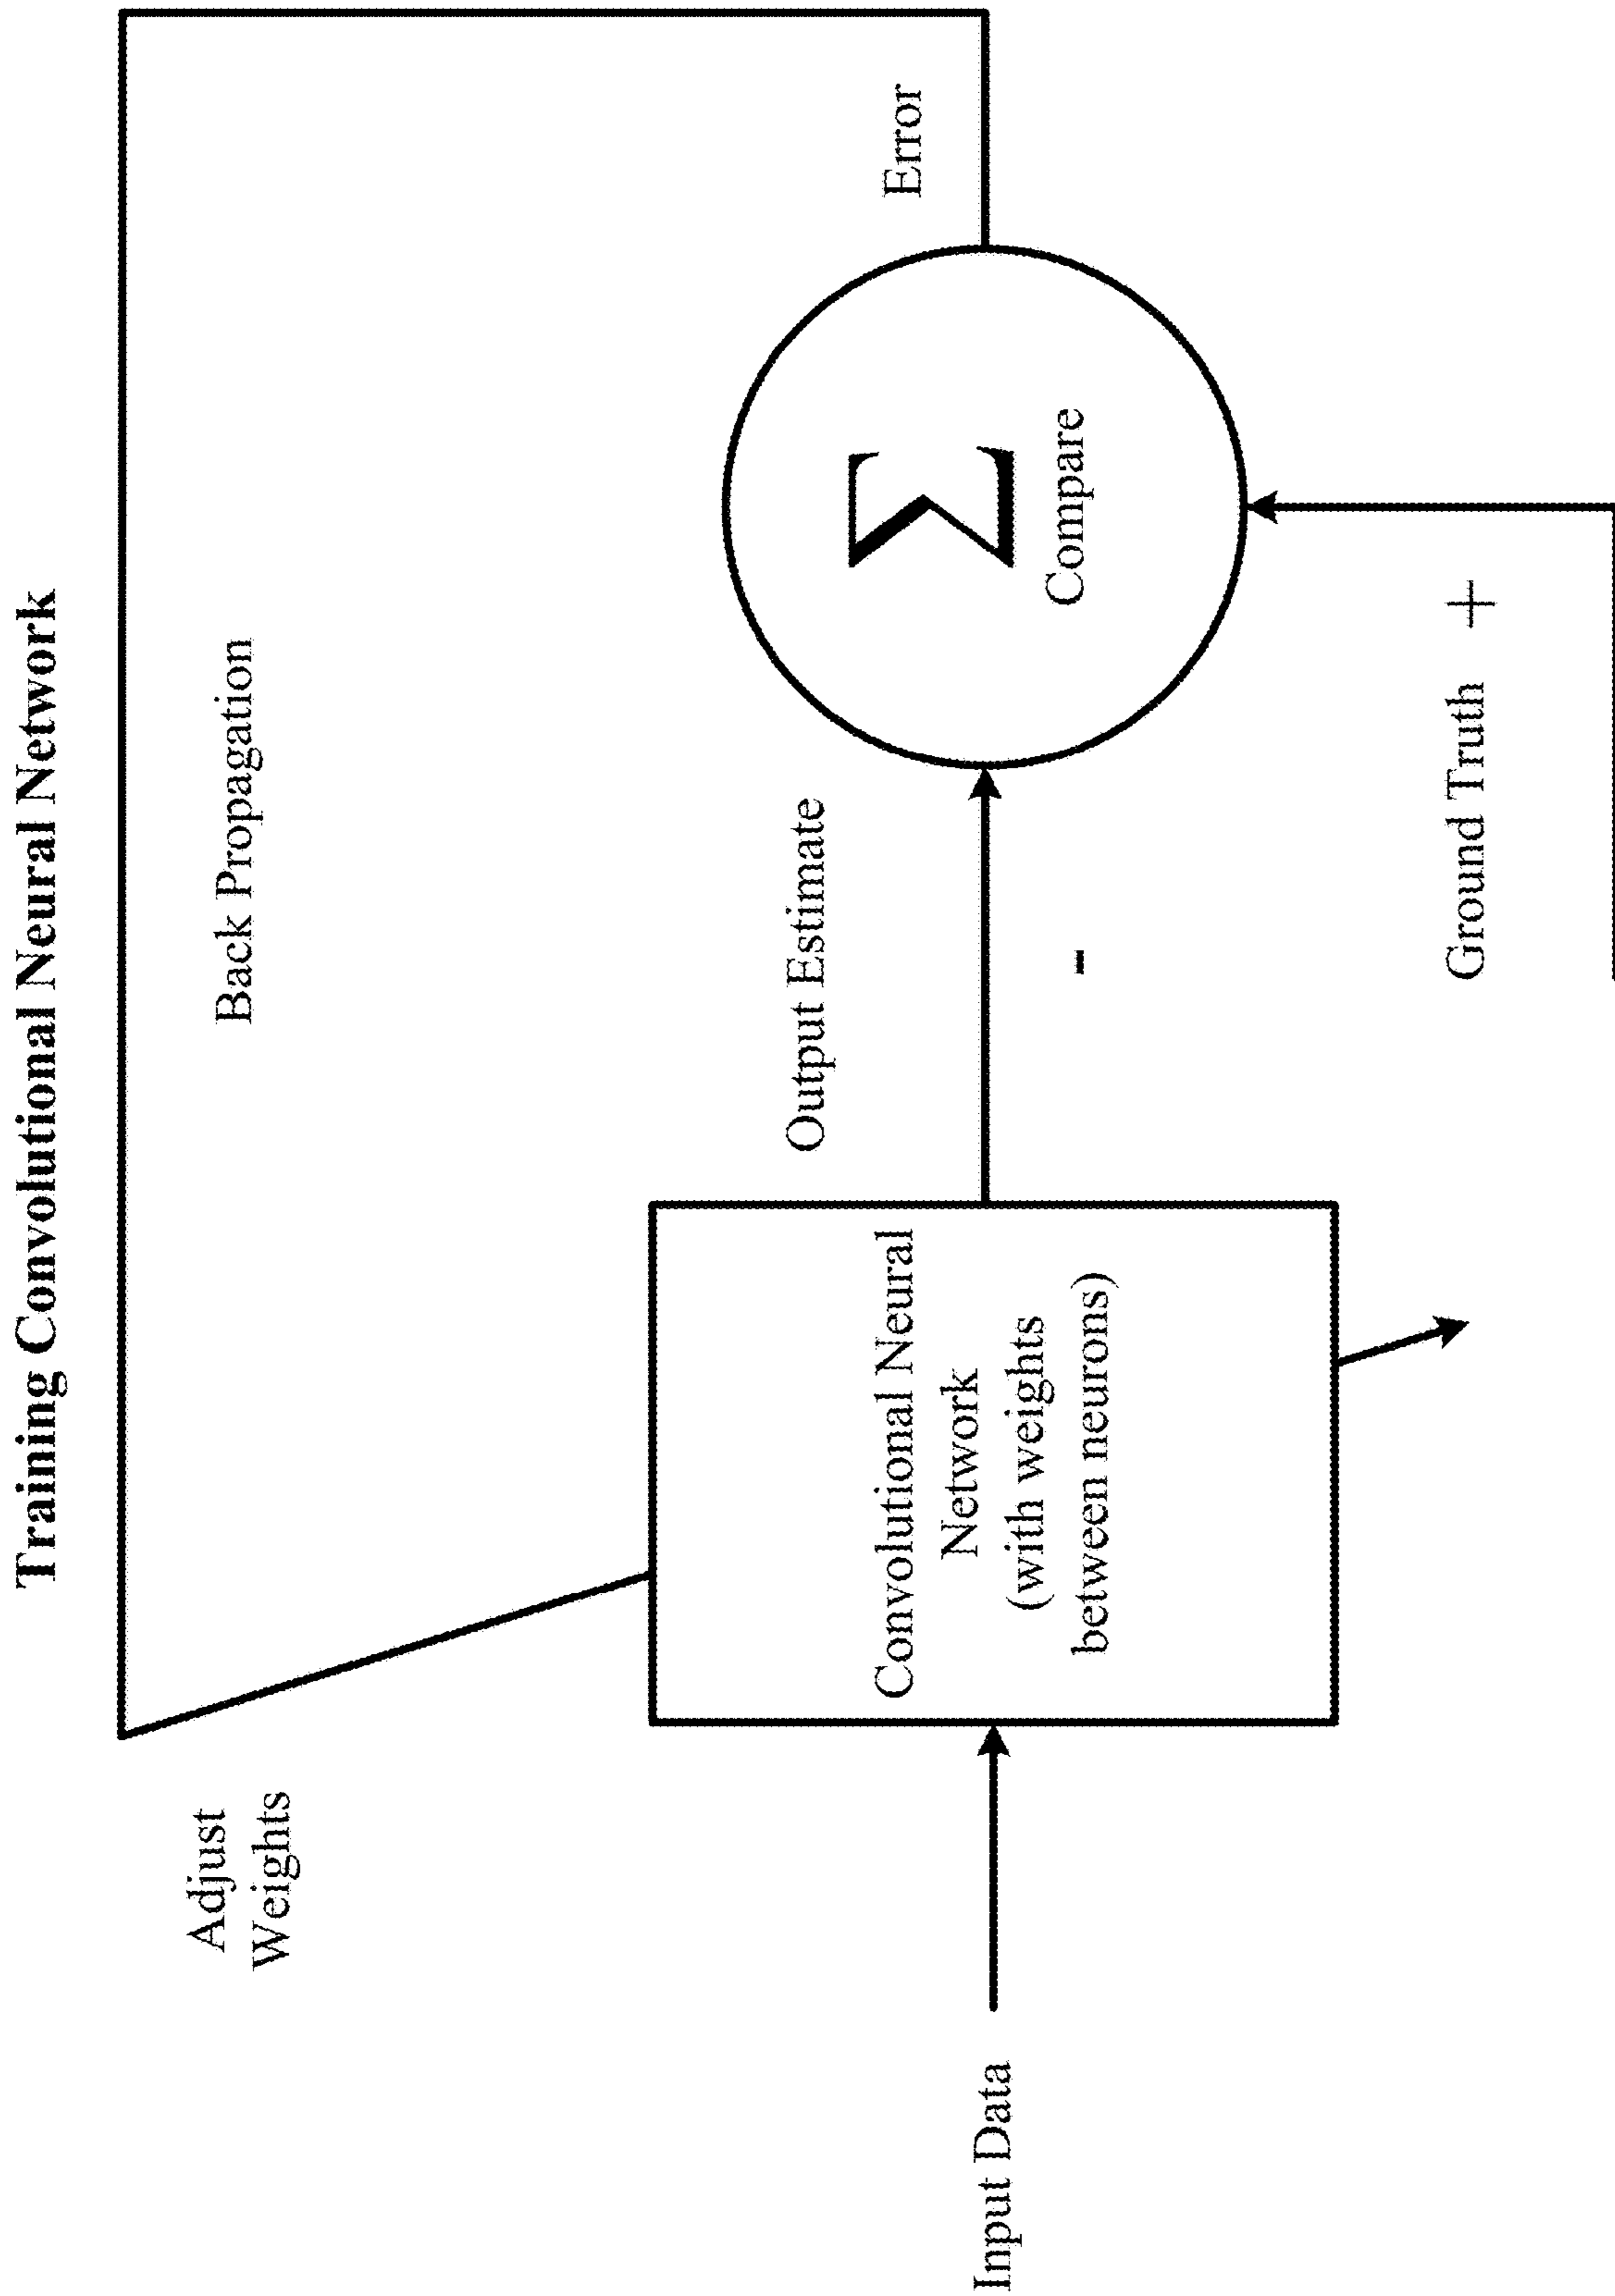 Training Convolutional Neural Network
Adjust
Weights
Back Propagation
Input Data
Convolutional Neural
Network
(with weights
between neurons)
Output Estimate
-
Σ
Compare
Error
Ground Truth +